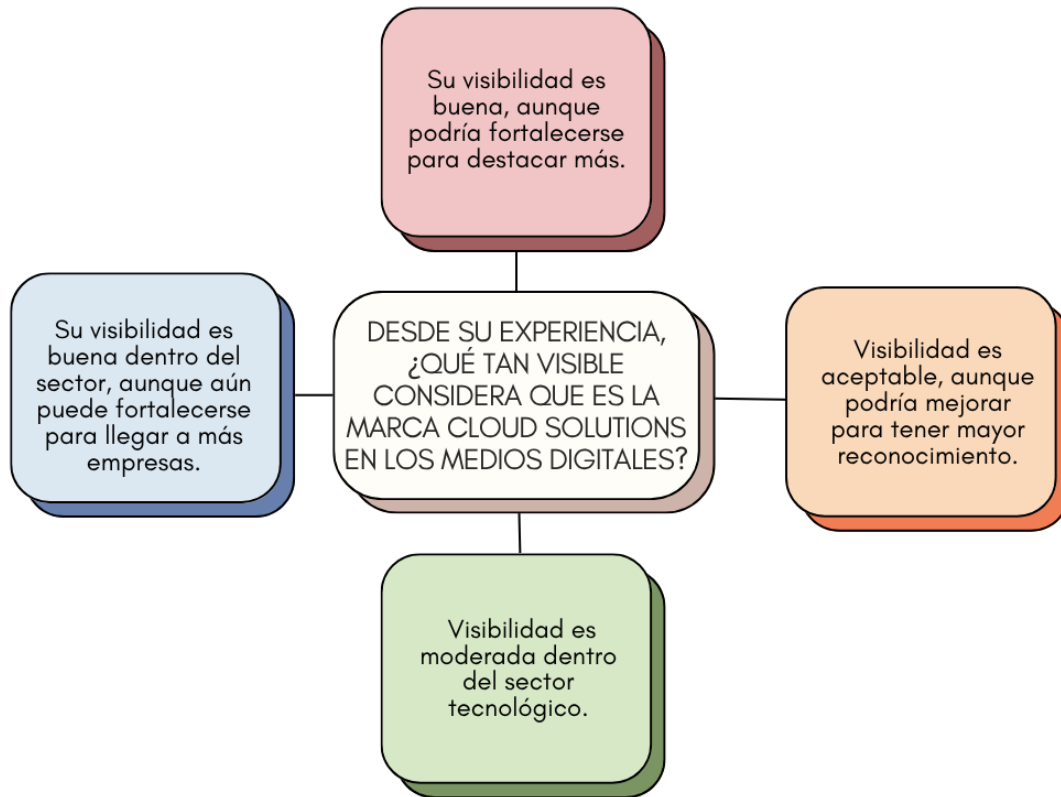 Su visibilidad es
buena, aunque
podría fortalecerse
para destacar más.
Su visibilidad es
buena dentro del
sector, aunque aún
puede fortalecerse
para llegar a más
empresas.
DESDE SU EXPERIENCIA,
¿QUÉ TAN VISIBLE
CONSIDERA QUE ES LA
MARCA CLOUD SOLUTIONS
EN LOS MEDIOS DIGITALES?
Visibilidad es
aceptable, aunque
podría mejorar
para tener mayor
reconocimiento.
Visibilidad es
moderada dentro
del sector
tecnológico.